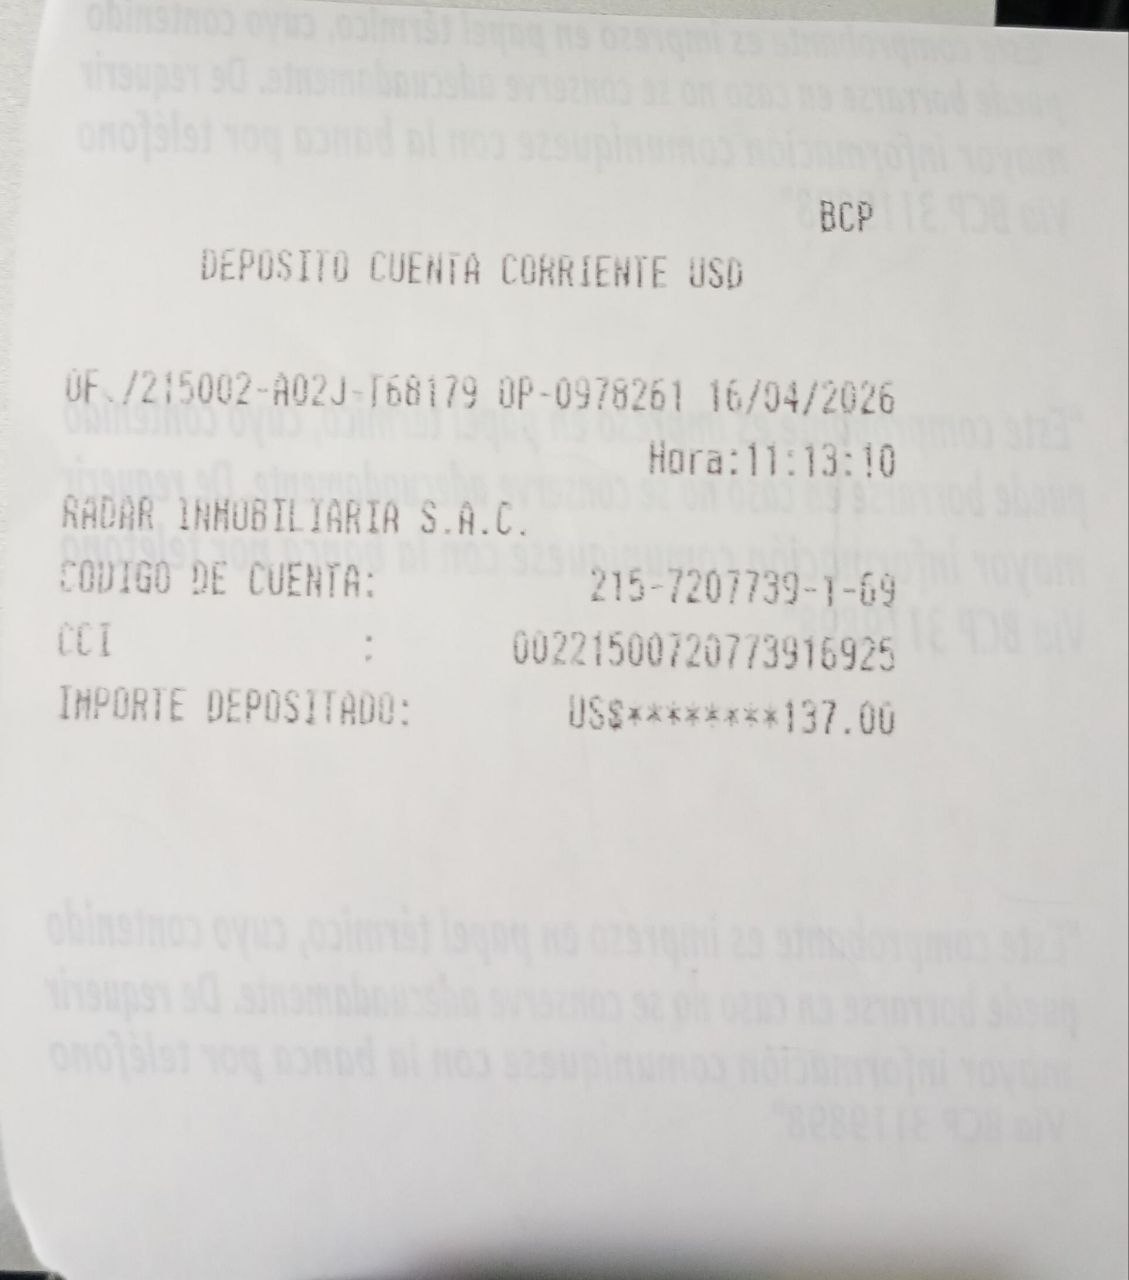 BCP
DEPOSITO CUENTA CORRIENTE USD
OF./215002-A02J-T68179 OP-0978261 16/04/2026
Hora:11:13:10
RADAR INMOBILIARIA S.A.C.
CODIGO DE CUENTA: 215-7207739-1-69
CCI : 00221500720773916925
IMPORTE DEPOSITADO: US$********137.00
"Este comprobante es impreso en papel térmico, cuyo contenido
puede borrarse en caso no se conserve adecuadamente. De requerir
mayor información comuniquese con la banca por teléfono
Via BCP 3119898"